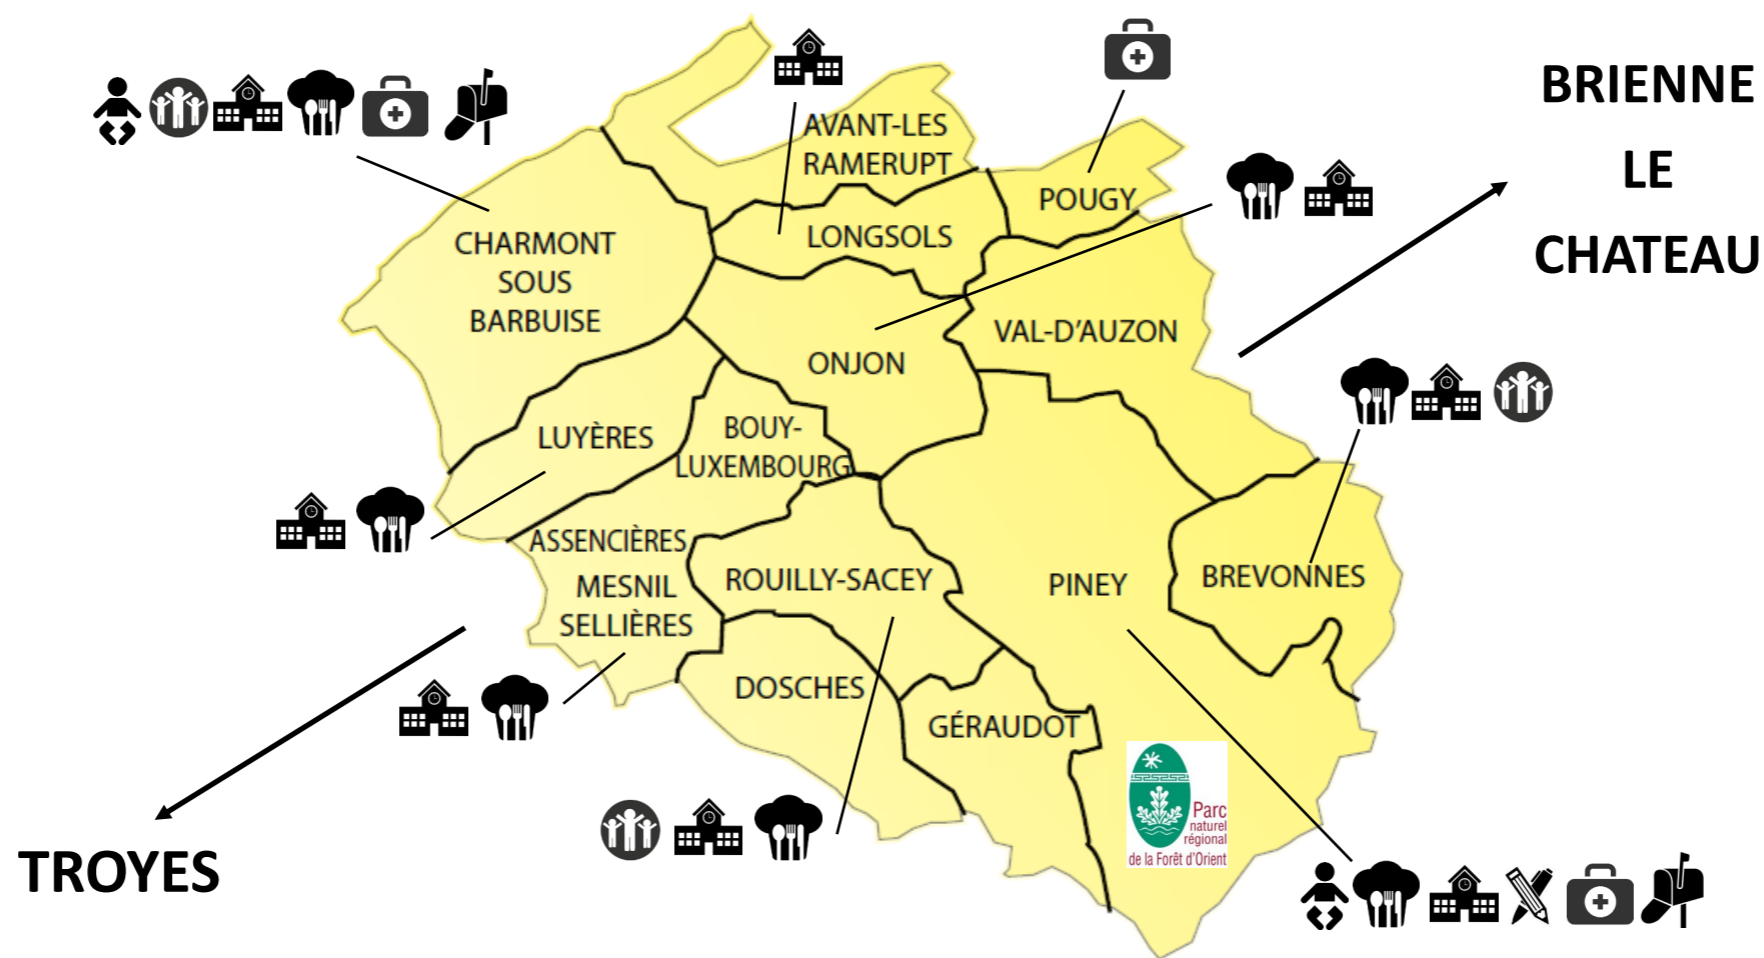 BRIENNE
LE
CHATEAU
AVANT-LES
RAMERUPT
POUGY
LONGSOLS
CHARMONT
SOUS
BARBUISE
VAL-D'AUZON
ONJON
LUYÈRES
BOUY-
LUXEMBOURG
ASSENCIÈRES
MESNIL
SELLIÈRES
ROUILLY-SACEY
PINEY
BREVONNES
DOSCHES
GÉRAUDOT
Parc
naturel
régional
de la Forêt d'Orient
TROYES